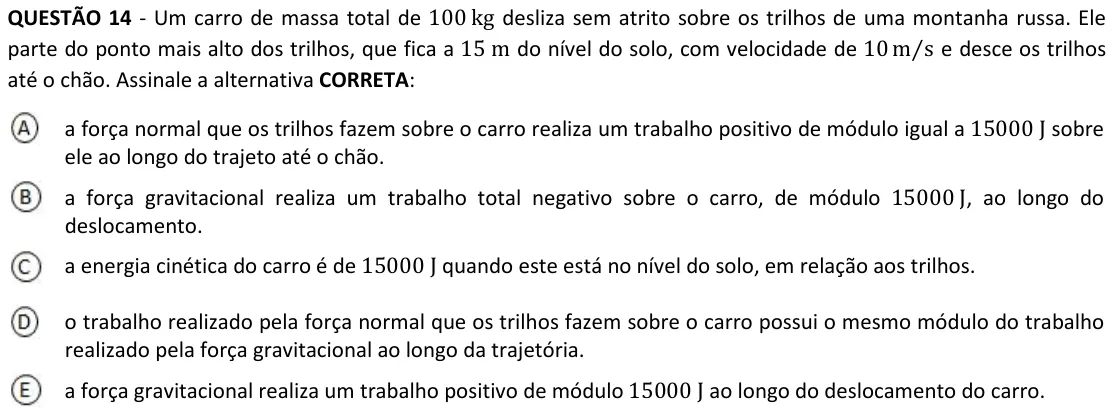 QUESTÃO 14 - Um carro de massa total de 100 kg desliza sem atrito sobre os trilhos de uma montanha russa. Ele
parte do ponto mais alto dos trilhos, que fica a 15 m do nível do solo, com velocidade de 10 m/s e desce os trilhos
até o chão. Assinale a alternativa CORRETA:
A a força normal que os trilhos fazem sobre o carro realiza um trabalho positivo de módulo igual a 15000 J sobre
ele ao longo do trajeto até o chão.
B a força gravitacional realiza um trabalho total negativo sobre o carro, de módulo 15000 J, ao longo do
deslocamento.
C a energia cinética do carro é de 15000 J quando este está no nível do solo, em relação aos trilhos.
D o trabalho realizado pela força normal que os trilhos fazem sobre o carro possui o mesmo módulo do trabalho
realizado pela força gravitacional ao longo da trajetória.
E a força gravitacional realiza um trabalho positivo de módulo 15000 J ao longo do deslocamento do carro.